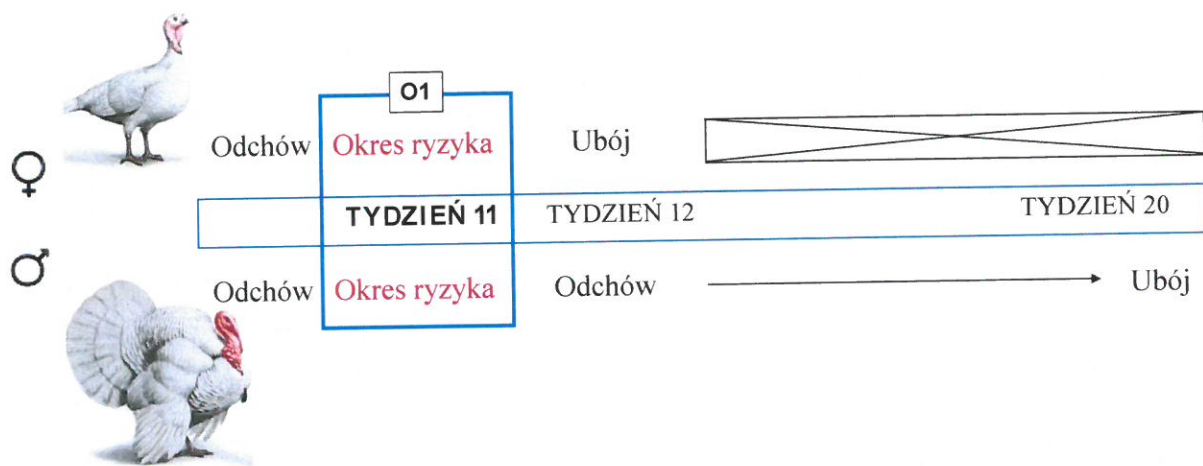 O1
Odchów Okres ryzyka Ubój
TYDZIEŃ 11 TYDZIEŃ 12 TYDZIEŃ 20
Odchów Okres ryzyka Odchów Ubój